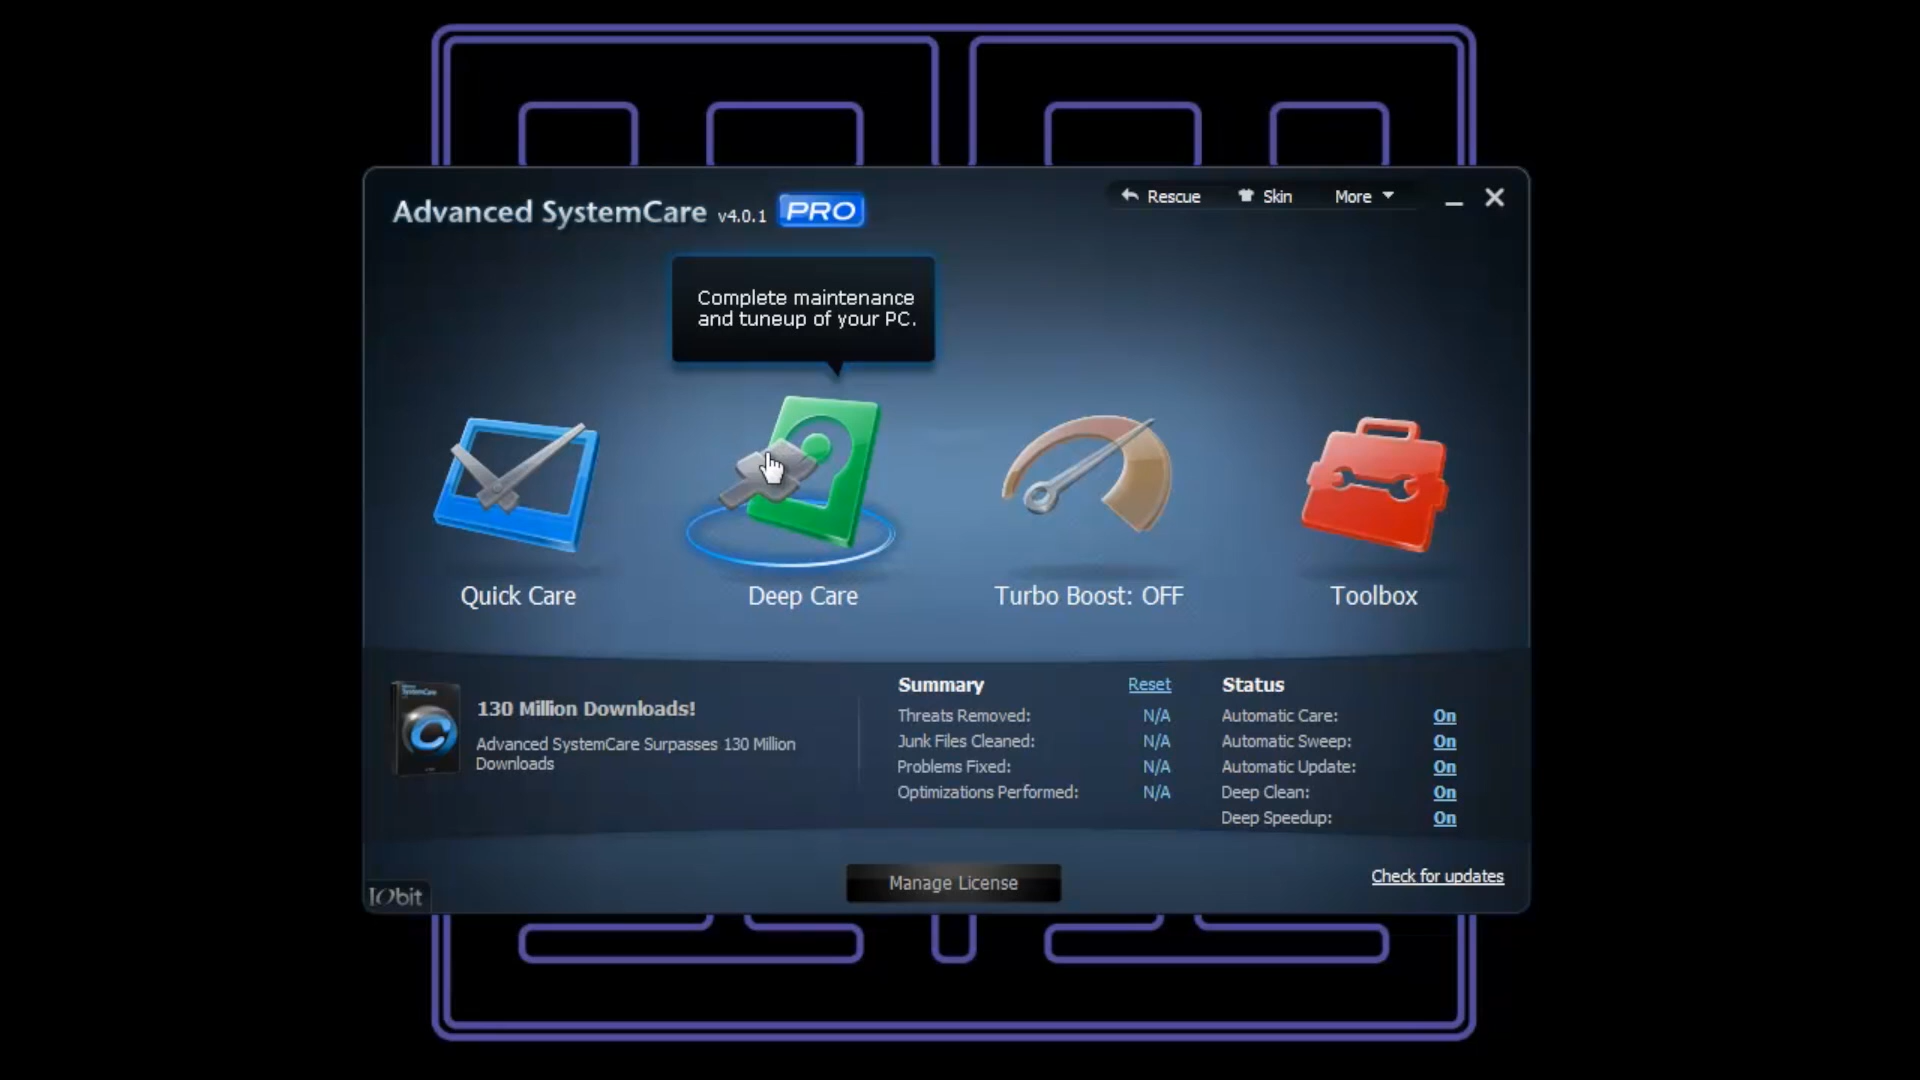 Advanced SystemCare v4.0.1 PRO
Rescue Skin More
Complete maintenance
and tuneup of your PC.
Quick Care
Deep Care
Turbo Boost: OFF
Toolbox
SystemCare
130 Million Downloads!
Advanced SystemCare Surpasses 130 Million
Downloads
Summary Reset
Threats Removed: N/A
Junk Files Cleaned: N/A
Problems Fixed: N/A
Optimizations Performed: N/A
Status
Automatic Care: On
Automatic Sweep: On
Automatic Update: On
Deep Clean: On
Deep Speedup: On
Manage License
Check for updates
IObit